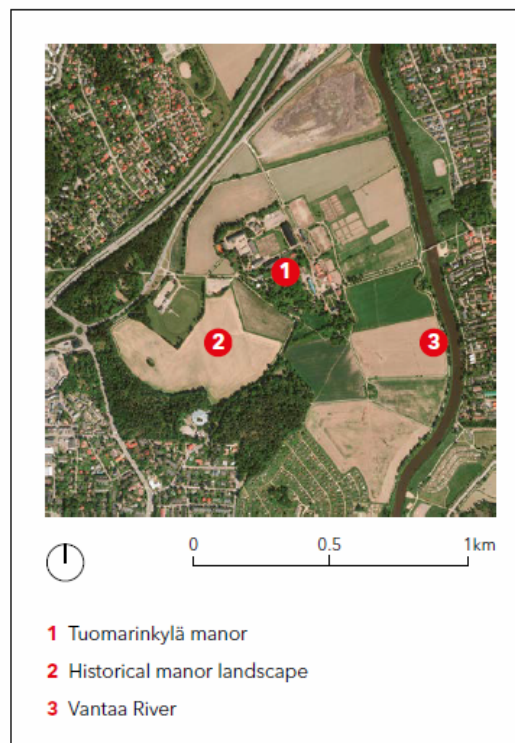 1
2
3
0 0.5 1km
1 Tuomarinkylä manor
2 Historical manor landscape
3 Vantaa River